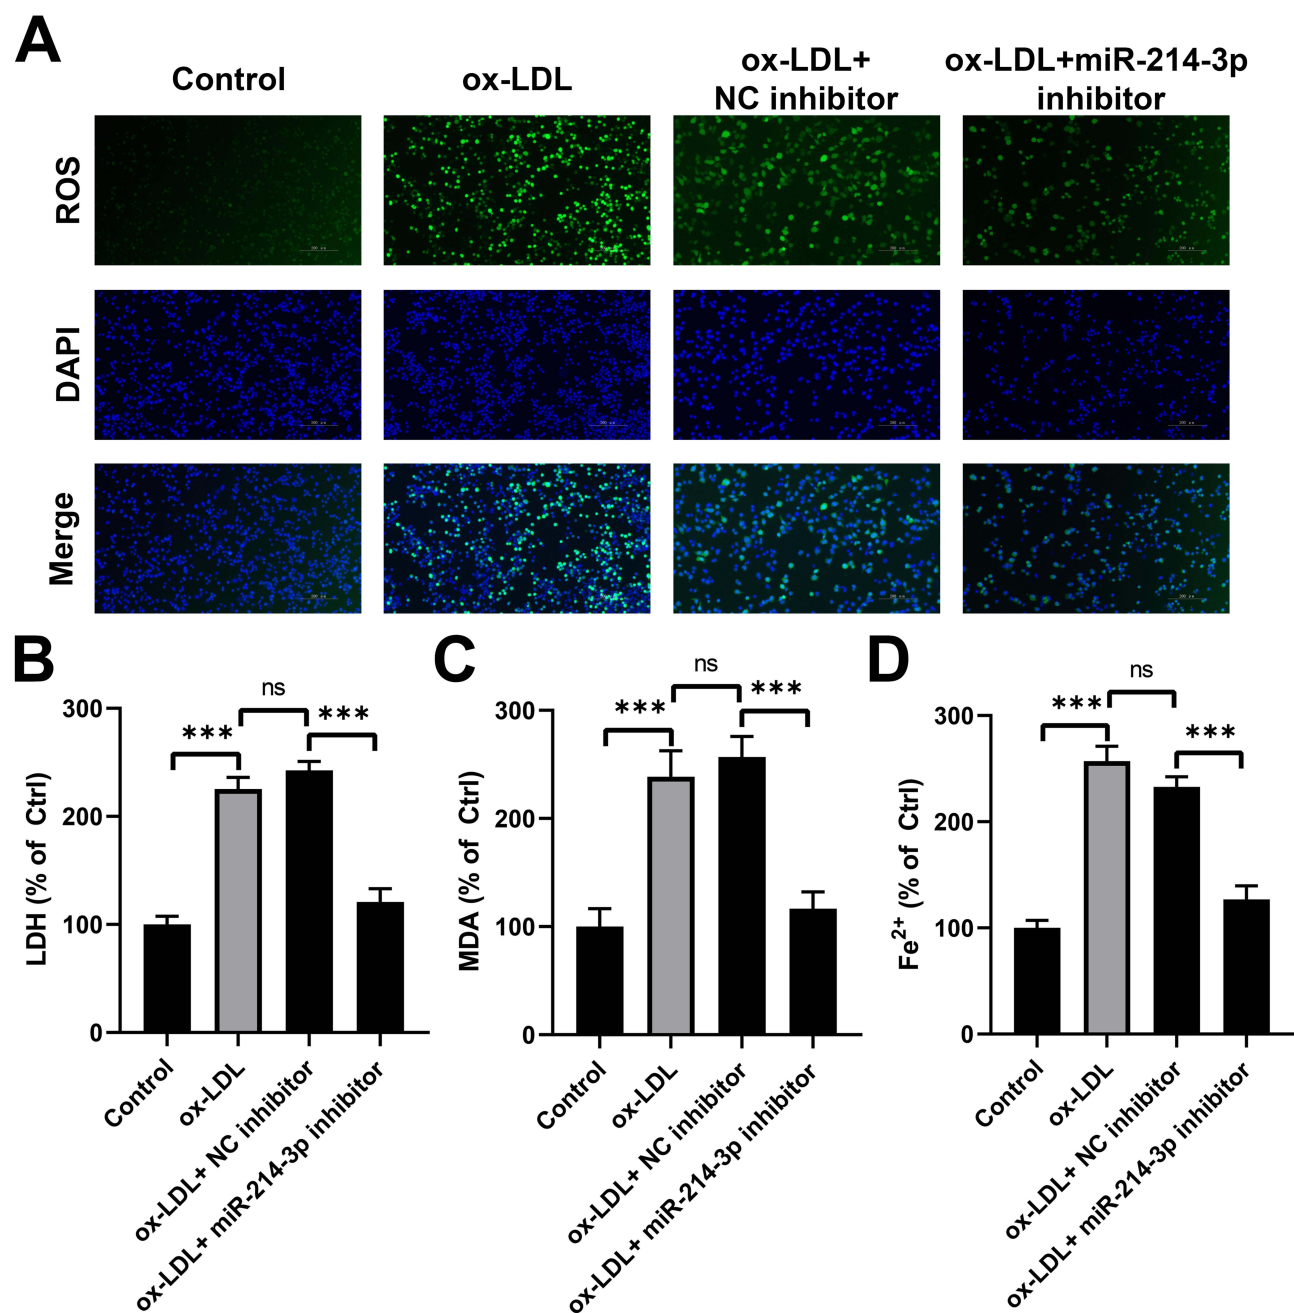 A
Control
ox-LDL
ox-LDL+
NC inhibitor
ox-LDL+miR-214-3p
inhibitor
ROS
DAPI
Merge
B
LDH (% of Ctrl)
300
200
100
0
***
ns
***
Control
ox-LDL
ox-LDL+ NC inhibitor
ox-LDL+ miR-214-3p inhibitor
C
MDA (% of Ctrl)
300
200
100
0
***
ns
***
Control
ox-LDL
ox-LDL+ NC inhibitor
ox-LDL+ miR-214-3p inhibitor
D
Fe²⁺ (% of Ctrl)
300
200
100
0
***
ns
***
Control
ox-LDL
ox-LDL+ NC inhibitor
ox-LDL+ miR-214-3p inhibitor